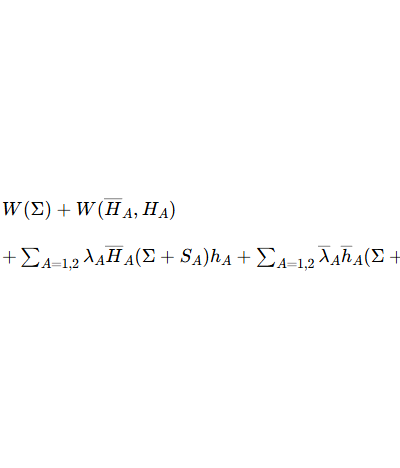 W(Σ) + W(H̅_A, H_A)
+ ∑_{A=1,2} λ_A H̅_A(Σ + S_A)h_A + ∑_{A=1,2} λ̅_A h̅_A(Σ +